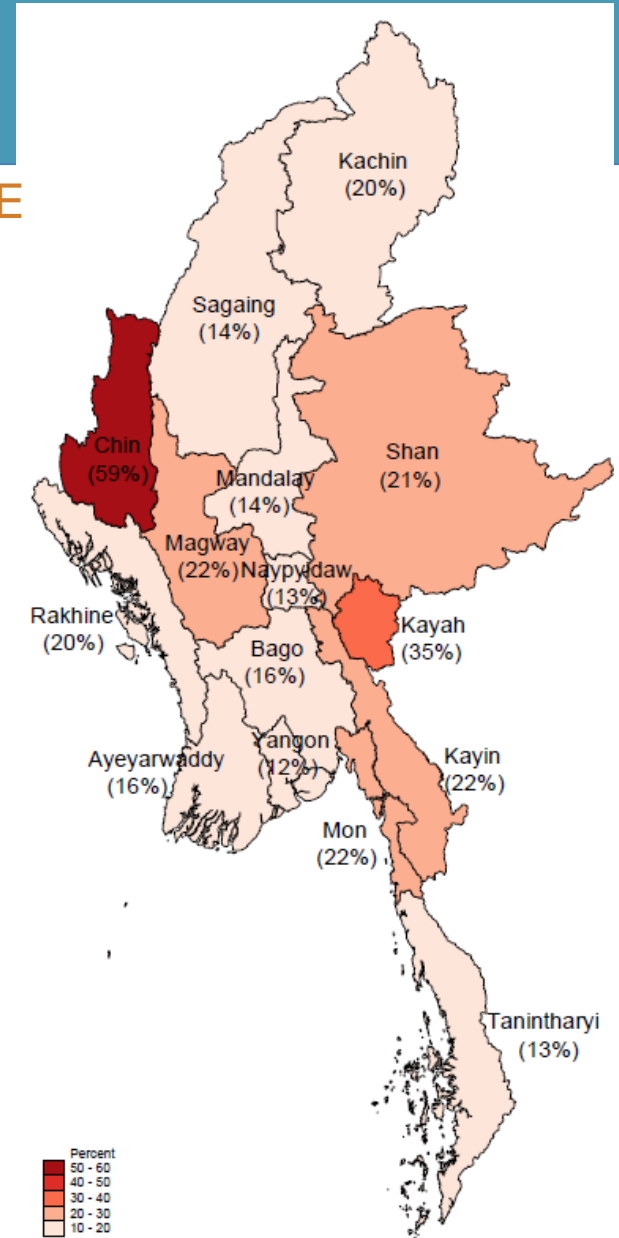 E
Kachin
(20%)
Sagaing
(14%)
Chin
(59%)
Shan
(21%)
Mandalay
(14%)
Magway
(22%)
Naypyidaw
(13%)
Rakhine
(20%)
Kayah
(35%)
Bago
(16%)
Ayeyarwaddy
(16%)
Yangon
(12%)
Kayin
(22%)
Mon
(22%)
Tanintharyi
(13%)
Percent
50 - 60
40 - 50
30 - 40
20 - 30
10 - 20